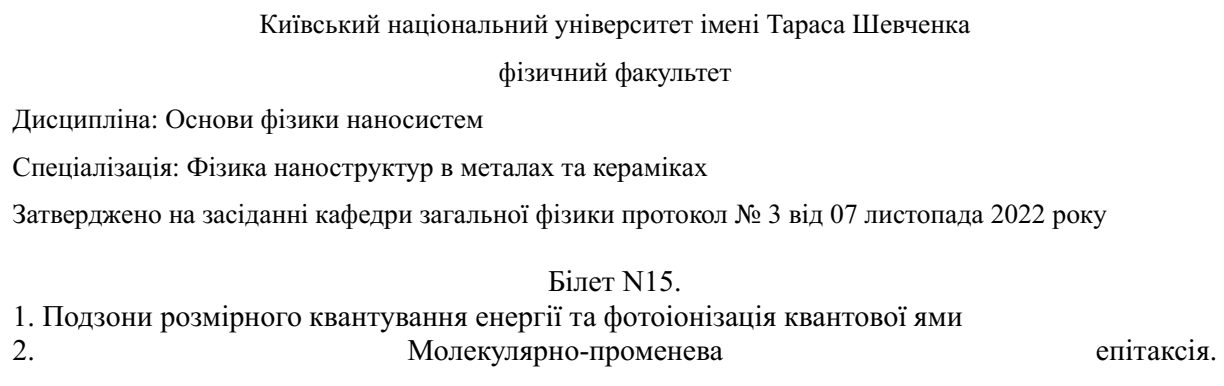 Київський національний університет імені Тараса Шевченка
фізичний факультет
Дисципліна: Основи фізики наносистем
Спеціалізація: Фізика наноструктур в металах та кераміках
Затверджено на засіданні кафедри загальної фізики протокол № 3 від 07 листопада 2022 року
Білет N15.
1. Подзони розмірного квантування енергії та фотоіонізація квантової ями
2. Молекулярно-променева епітаксія.